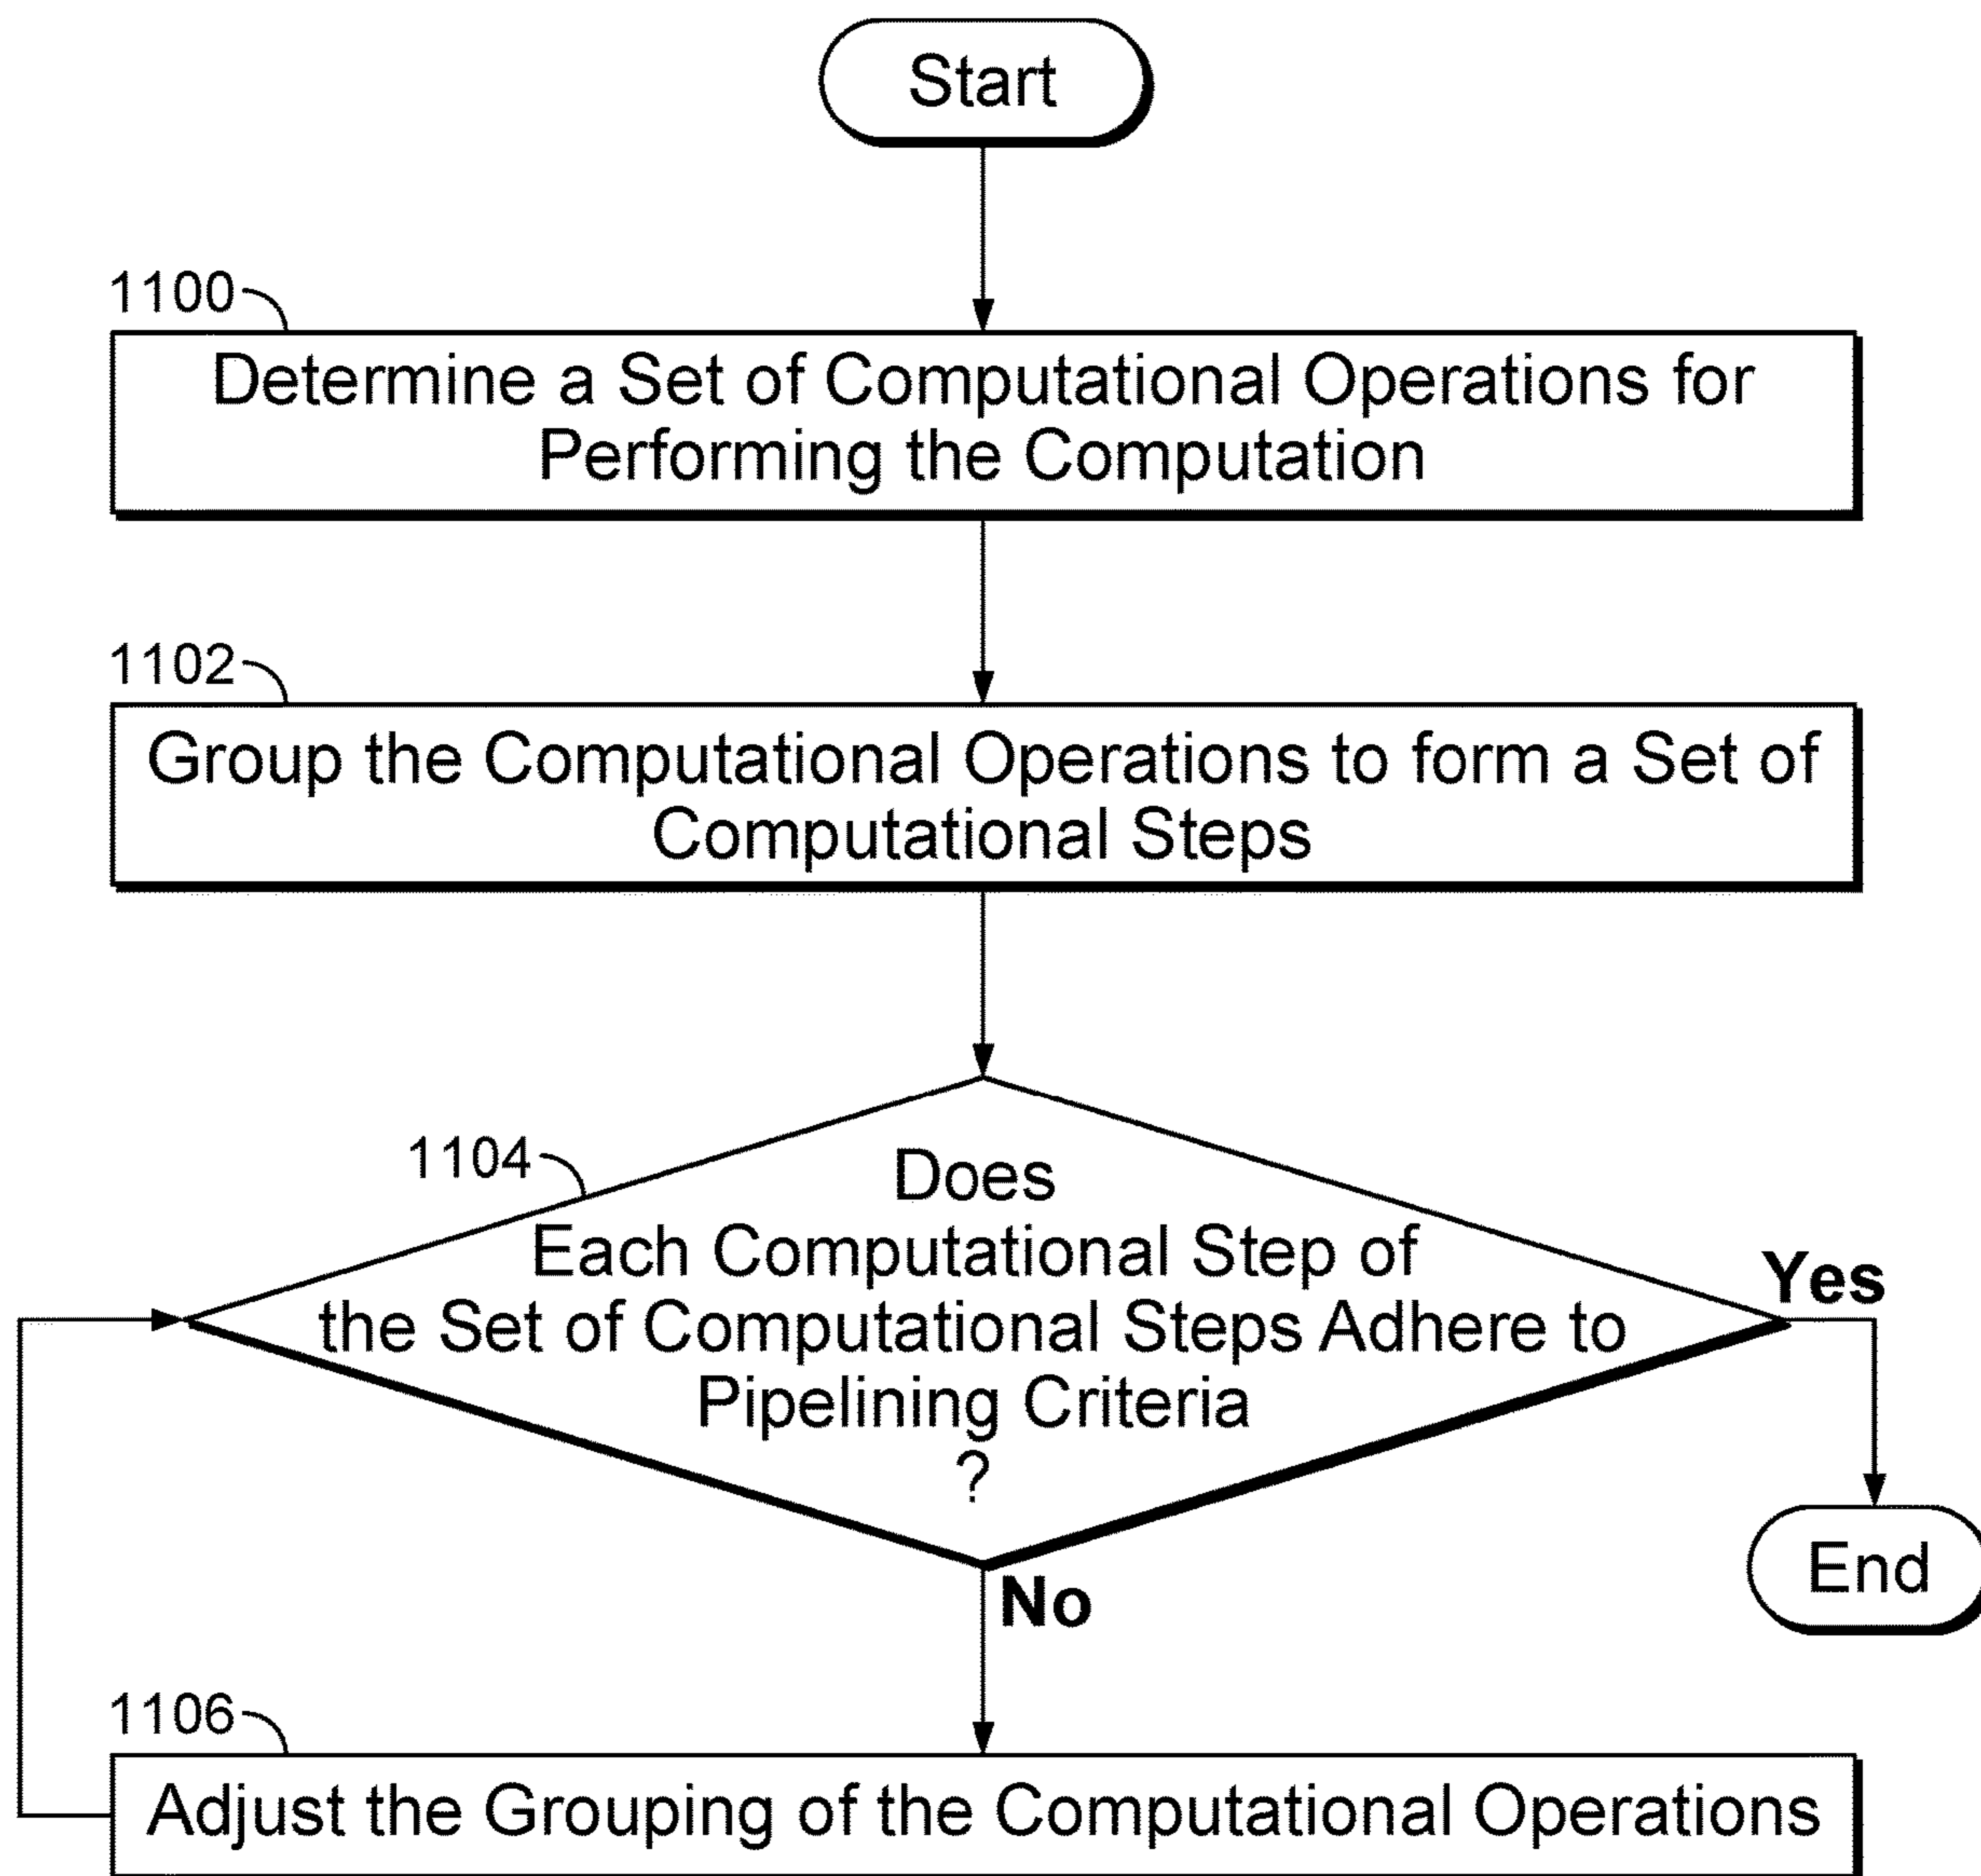 Start
1100
Determine a Set of Computational Operations for
Performing the Computation
1102
Group the Computational Operations to form a Set of
Computational Steps
1104
Does
Each Computational Step of
the Set of Computational Steps Adhere to
Pipelining Criteria
?
Yes
End
No
1106
Adjust the Grouping of the Computational Operations